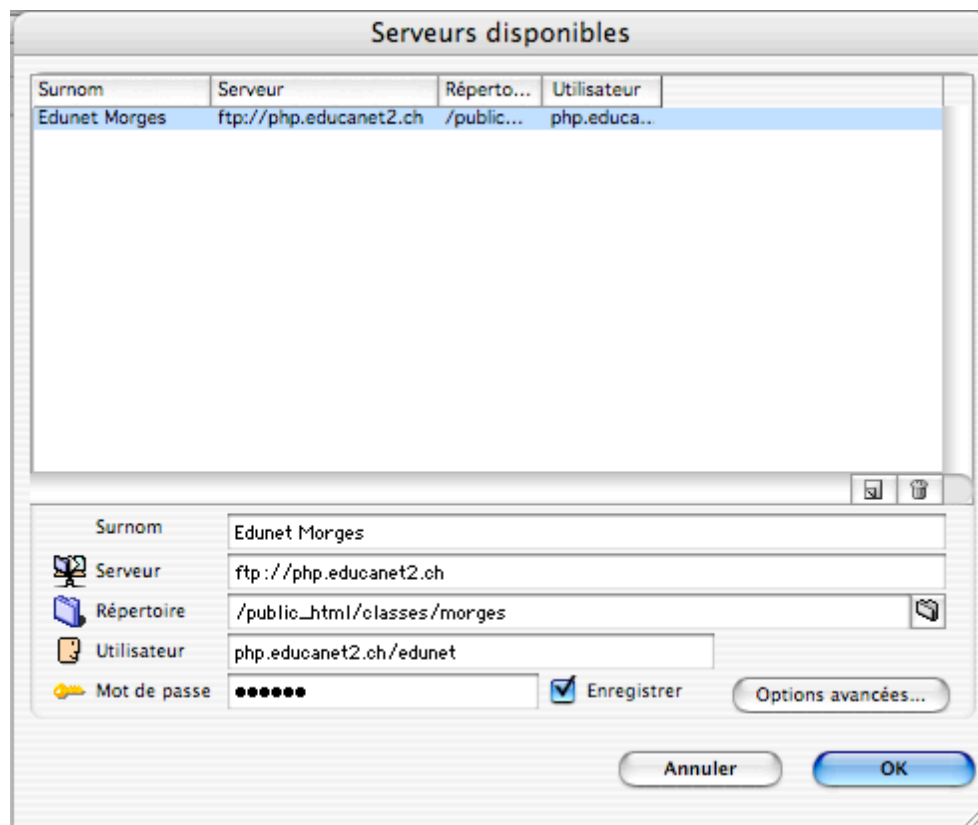 Serveurs disponibles
Surnom Serveur Réperto... Utilisateur
Edunet Morges ftp://php.educanet2.ch /public... php.educa...
Surnom Edunet Morges
Serveur ftp://php.educanet2.ch
Répertoire /public_html/classes/morges
Utilisateur php.educanet2.ch/edunet
Mot de passe ●●●●●● Enregistrer Options avancées...
Annuler OK